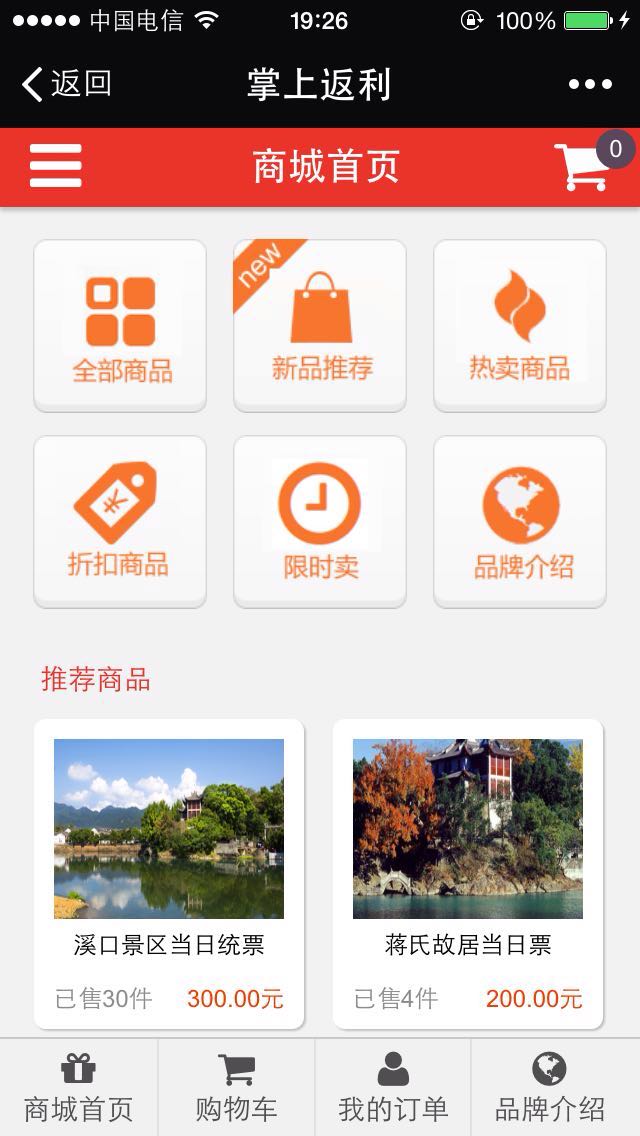 中国电信 19:26 100%
返回 掌上返利
商城首页 0
全部商品 new 新品推荐 热卖商品
折扣商品 限时卖 品牌介绍
推荐商品
溪口景区当日统票 蒋氏故居当日票
已售30件 300.00元 已售4件 200.00元
商城首页 购物车 我的订单 品牌介绍